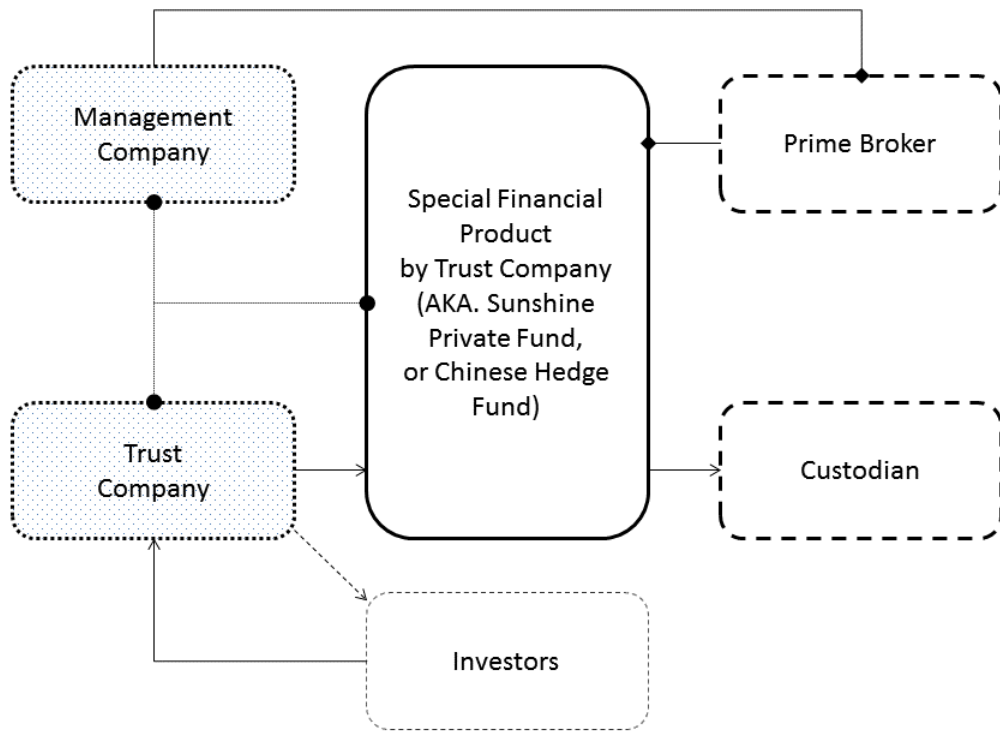 Management
Company
Special Financial
Product
by Trust Company
(AKA. Sunshine
Private Fund,
or Chinese Hedge
Fund)
Prime Broker
Trust
Company
Custodian
Investors